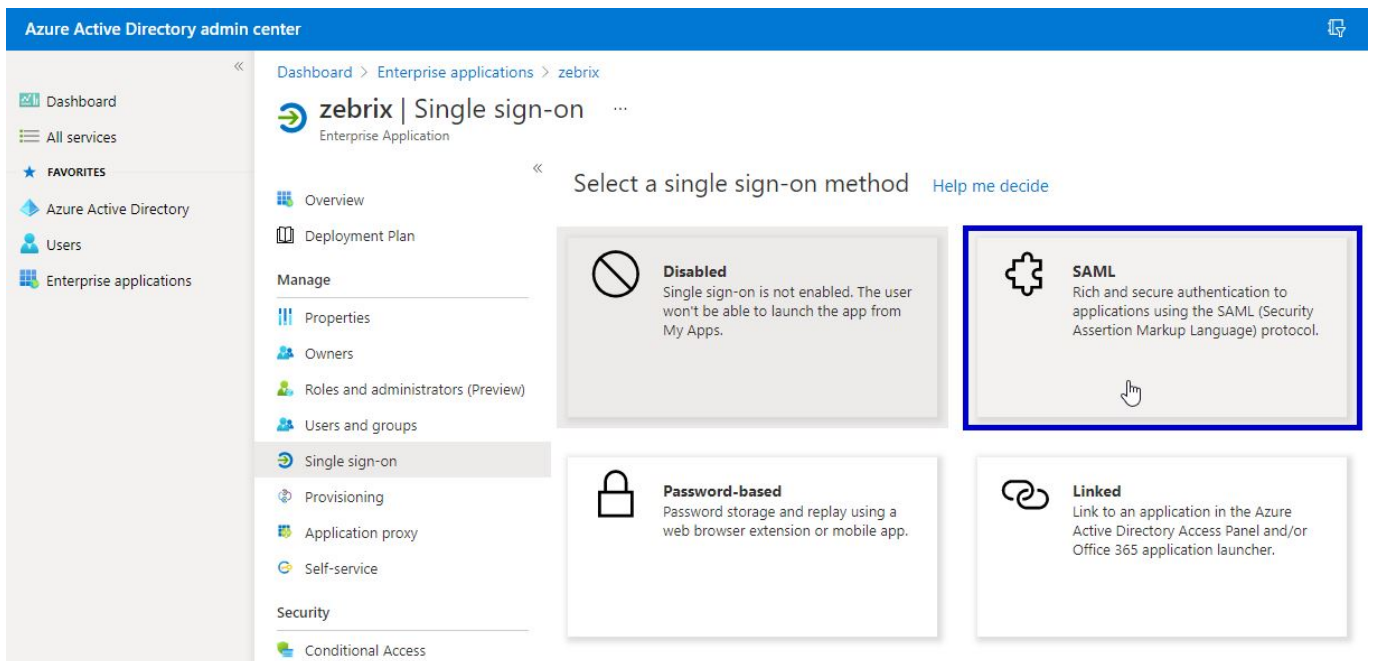 Azure Active Directory admin center
Dashboard
All services
FAVORITES
Azure Active Directory
Users
Enterprise applications
Dashboard > Enterprise applications > zebrix
zebrix | Single sign-on ...
Enterprise Application
Overview
Deployment Plan
Manage
Properties
Owners
Roles and administrators (Preview)
Users and groups
Single sign-on
Provisioning
Application proxy
Self-service
Security
Conditional Access
Select a single sign-on method Help me decide
Disabled
Single sign-on is not enabled. The user
won't be able to launch the app from
My Apps.
SAML
Rich and secure authentication to
applications using the SAML (Security
Assertion Markup Language) protocol.
Password-based
Password storage and replay using a
web browser extension or mobile app.
Linked
Link to an application in the Azure
Active Directory Access Panel and/or
Office 365 application launcher.